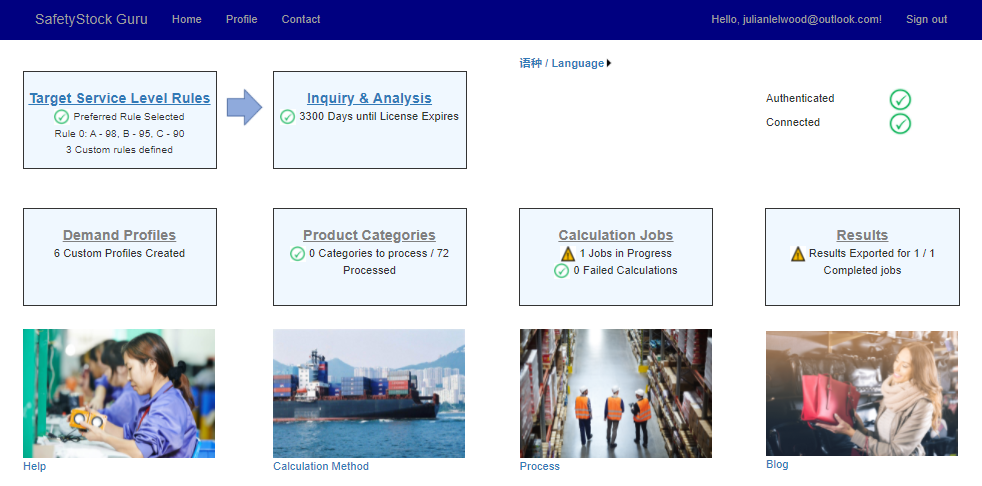 SafetyStock Guru Home Profile Contact Hello, julianlelwood@outlook.com! Sign out
语种 / Language
Target Service Level Rules
Preferred Rule Selected
Rule 0: A - 98, B - 95, C - 90
3 Custom rules defined
Inquiry & Analysis
3300 Days until License Expires
Authenticated
Connected
Demand Profiles
6 Custom Profiles Created
Product Categories
0 Categories to process / 72
Processed
Calculation Jobs
1 Jobs in Progress
0 Failed Calculations
Results
Results Exported for 1 / 1
Completed jobs
Help
Calculation Method
Process
Blog